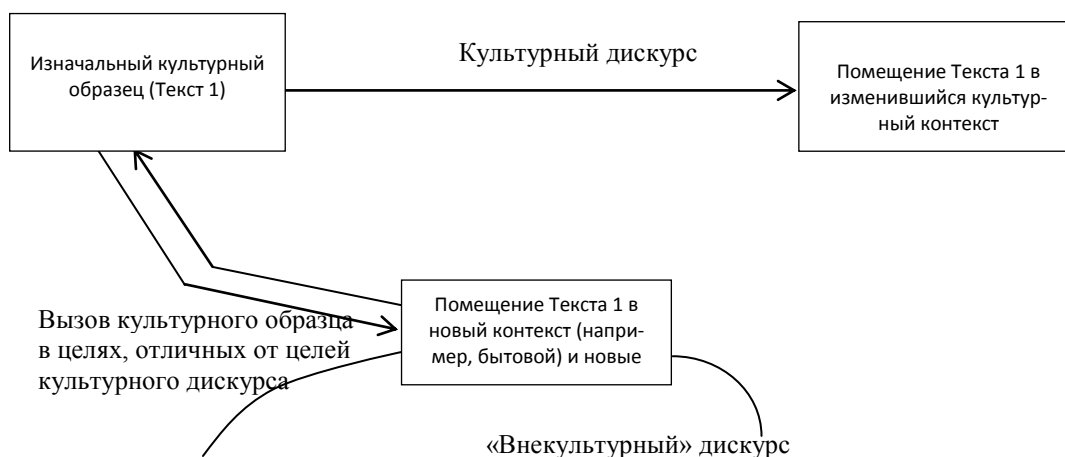 Изначальный культурный
образец (Текст 1)
Культурный дискурс
Помещение Текста 1 в
изменившийся культур-
ный контекст
Вызов культурного образца
в целях, отличных от целей
культурного дискурса
Помещение Текста 1 в
новый контекст (напри-
мер, бытовой) и новые
«Внекультурный» дискурс